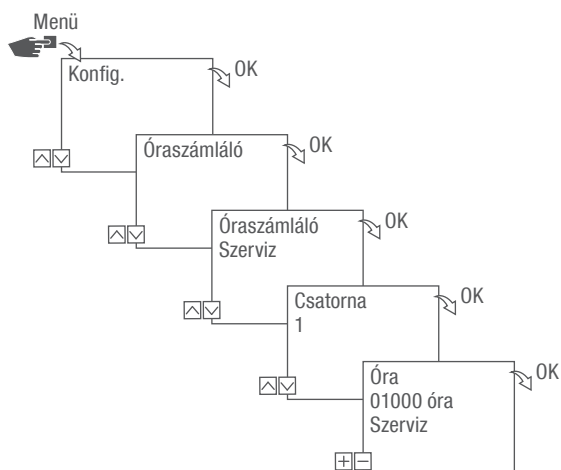 Menü
Konfig.
OK
Óraszámláló
OK
Óraszámláló
Szerviz
OK
Csatorna
1
OK
Óra
01000 óra
Szerviz
OK
+ −